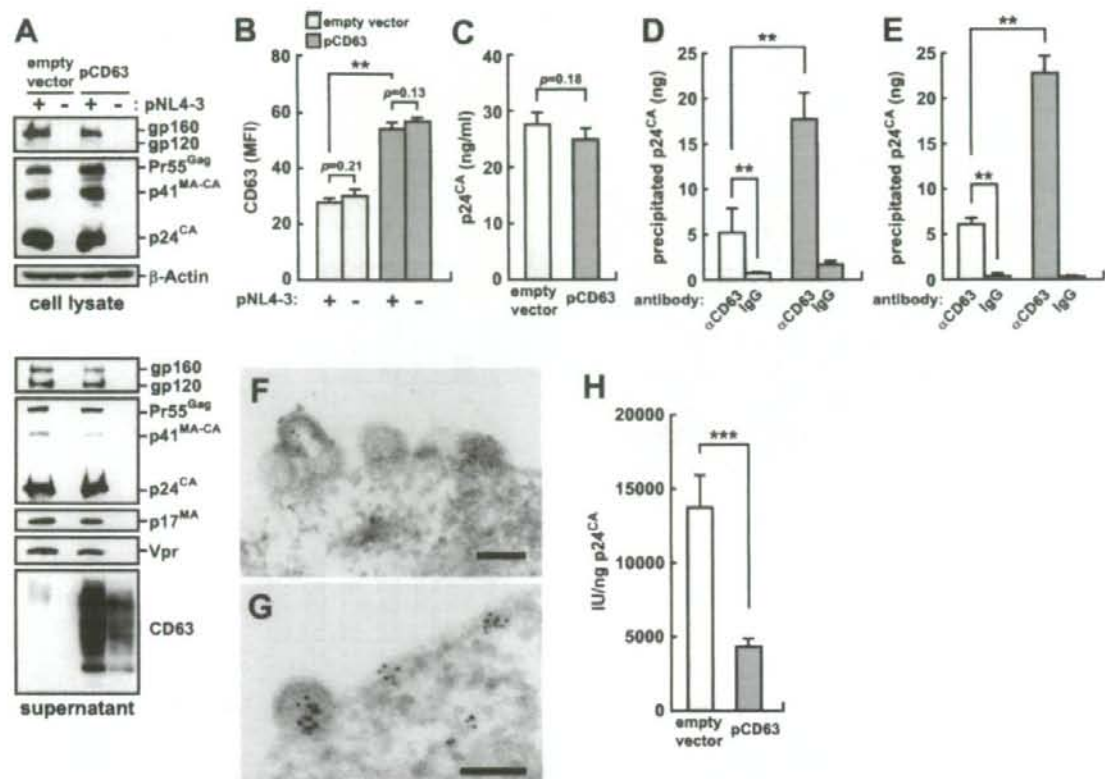 A
empty vector pCD63
+ - + - : pNL4-3
gp160
gp120
Pr55Gag
p41MA-CA
p24CA
β-Actin
cell lysate
gp160
gp120
Pr55Gag
p41MA-CA
p24CA
p17MA
Vpr
CD63
supernatant
B
empty vector
pCD63
CD63 (MFI)
80
60
40
20
0
**
p=0.13
p=0.21
pNL4-3: + - + -
C
p24CA (ng/ml)
40
30
20
10
0
p=0.18
empty vector pCD63
D
precipitated p24CA (ng)
25
20
15
10
5
0
**
**
antibody: αCD63 IgG αCD63 IgG
E
precipitated p24CA (ng)
25
20
15
10
5
0
**
**
antibody: αCD63 IgG αCD63 IgG
F
G
H
IU/ng p24CA
20000
15000
10000
5000
0
***
empty vector pCD63